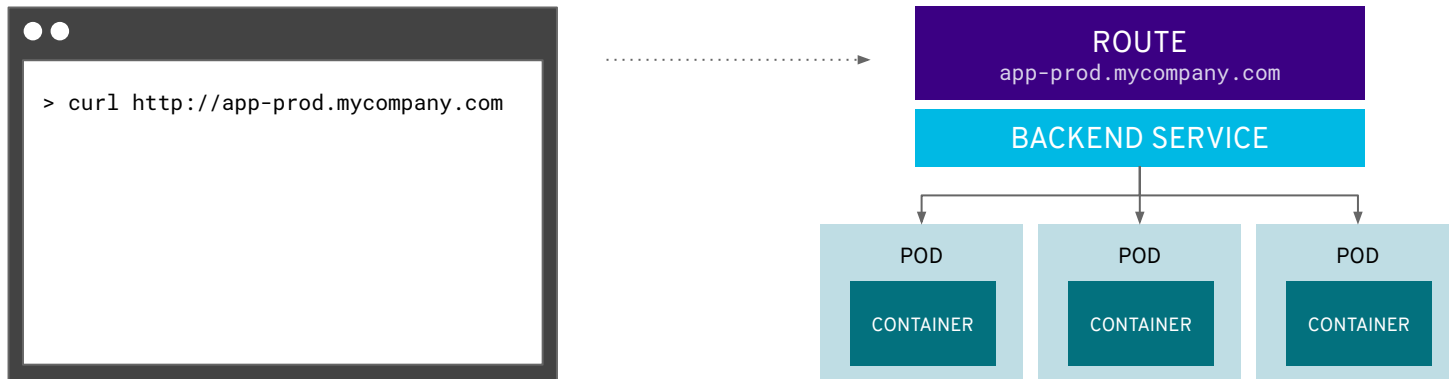 > curl http://app-prod.mycompany.com
ROUTE
app-prod.mycompany.com
BACKEND SERVICE
POD
CONTAINER
POD
CONTAINER
POD
CONTAINER